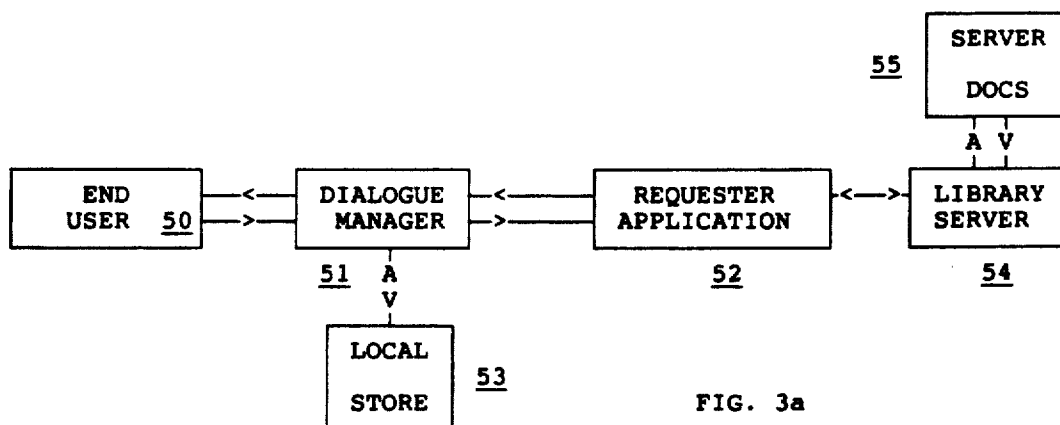 SERVER
55
DOCS
A V
END
USER 50
DIALOGUE
MANAGER
REQUESTER
APPLICATION
LIBRARY
SERVER
51
A
V
52
54
LOCAL
STORE
53
FIG. 3a